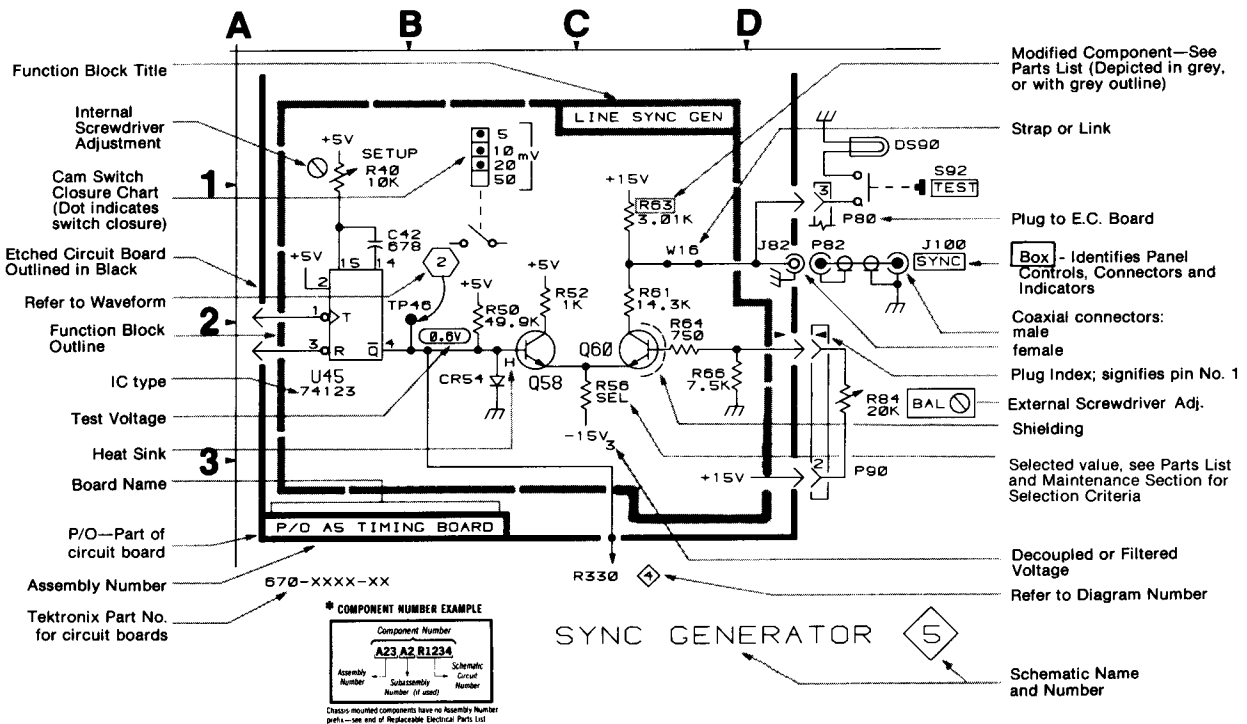 A B C D
Function Block Title
Internal
Screwdriver
Adjustment
Cam Switch
Closure Chart
(Dot indicates
switch closure)
Etched Circuit Board
Outlined in Black
Refer to Waveform
Function Block
Outline
IC type
Test Voltage
Heat Sink
Board Name
P/O—Part of
circuit board
Assembly Number
Tektronix Part No.
for circuit boards
1
2
3
LINE SYNC GEN
+5V
SETUP
R40
10K
5
10
20
50
mV
C42
678
+5V
2
15
14
1
T
3
R
Q
4
U45
74123
2
TP46
0.6V
+5V
R50
49.9K
CR54
H
+5V
R52
1K
Q58
Q60
R56
SEL
-15V
3
+15V
R63
3.01K
W16
R61
14.3K
R64
750
R66
7.5K
+15V
J82
P82
J100
SYNC
3
P80
DS90
S92
TEST
R84
20K
BAL
2
P90
P/O A5 TIMING BOARD
670-XXXX-XX
R330
4
Modified Component—See
Parts List (Depicted in grey,
or with grey outline)
Strap or Link
Plug to E.C. Board
Box - Identifies Panel
Controls, Connectors and
Indicators
Coaxial connectors:
male
female
Plug Index; signifies pin No. 1
External Screwdriver Adj.
Shielding
Selected value, see Parts List
and Maintenance Section for
Selection Criteria
Decoupled or Filtered
Voltage
Refer to Diagram Number
Schematic Name
and Number
SYNC GENERATOR 5
* COMPONENT NUMBER EXAMPLE
Component Number
A23 A2 R1234
Assembly
Number
Subassembly
Number (if used)
Schematic
Circuit
Number
Chassis-mounted components have no Assembly Number
prefix—see end of Replaceable Electrical Parts List